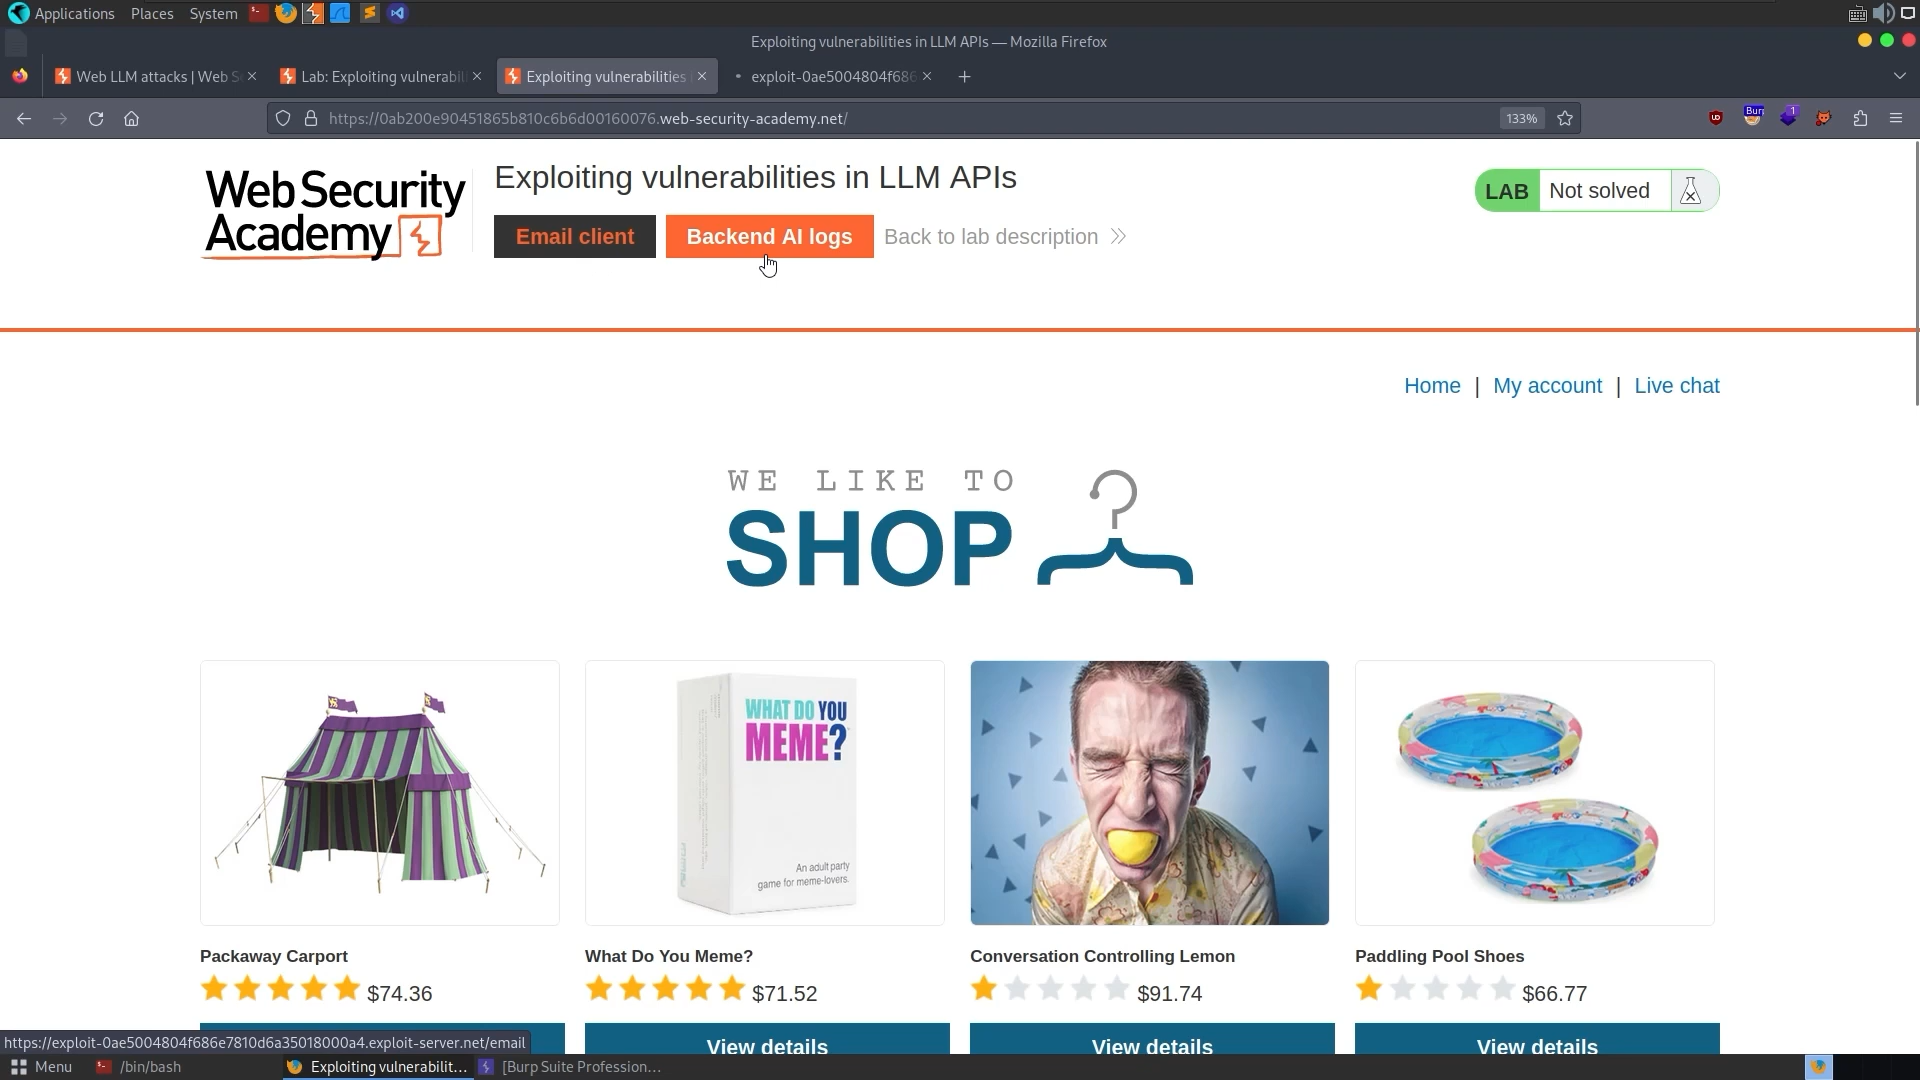 Applications Places System
Exploiting vulnerabilities in LLM APIs — Mozilla Firefox
Web LLM attacks | Web S
Lab: Exploiting vulnerabil
Exploiting vulnerabilities
exploit-0ae5004804f686
https://0ab200e90451865b810c6b6d00160076.web-security-academy.net/
133%
Web Security
Academy
Exploiting vulnerabilities in LLM APIs
Email client
Backend AI logs
Back to lab description
LAB Not solved
Home | My account | Live chat
WE LIKE TO
SHOP
WHAT DO YOU
MEME?
An adult party
game for meme-lovers.
Packaway Carport
$74.36
What Do You Meme?
$71.52
Conversation Controlling Lemon
$91.74
Paddling Pool Shoes
$66.77
View details
View details
View details
https://exploit-0ae5004804f686e7810d6a35018000a4.exploit-server.net/email
Menu
/bin/bash
Exploiting vulnerabilit...
[Burp Suite Profession...